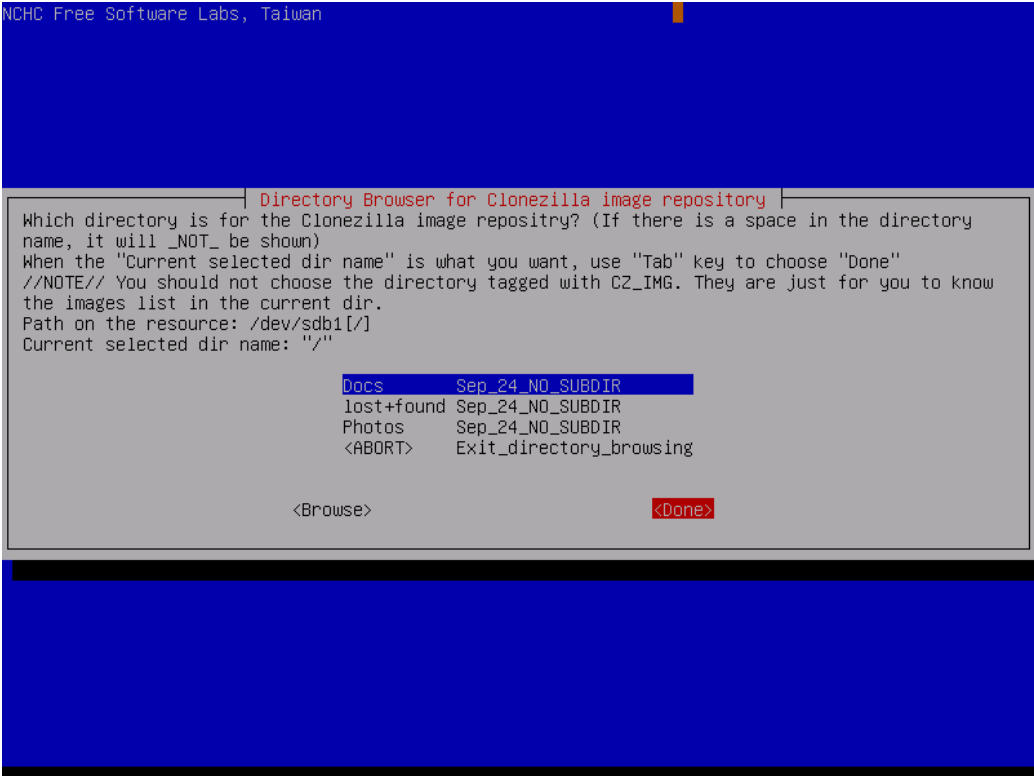 NCHC Free Software Labs, Taiwan
Directory Browser for Clonezilla image repository
Which directory is for the Clonezilla image repositry? (If there is a space in the directory
name, it will _NOT_ be shown)
When the "Current selected dir name" is what you want, use "Tab" key to choose "Done"
//NOTE// You should not choose the directory tagged with CZ_IMG. They are just for you to know
the images list in the current dir.
Path on the resource: /dev/sdb1[/]
Current selected dir name: "/"
Docs Sep_24_NO_SUBDIR
lost+found Sep_24_NO_SUBDIR
Photos Sep_24_NO_SUBDIR
<ABORT> Exit_directory_browsing
<Browse> <Done>